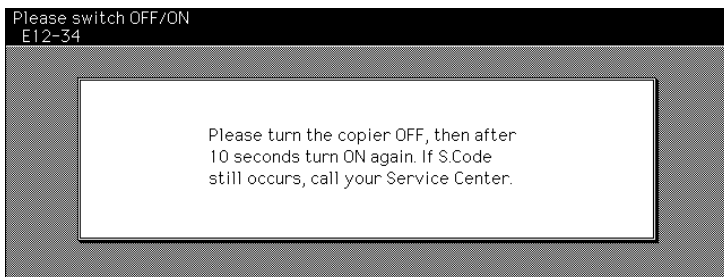 Please switch OFF/ON
E12-34
Please turn the copier OFF, then after
10 seconds turn ON again. If S.Code
still occurs, call your Service Center.